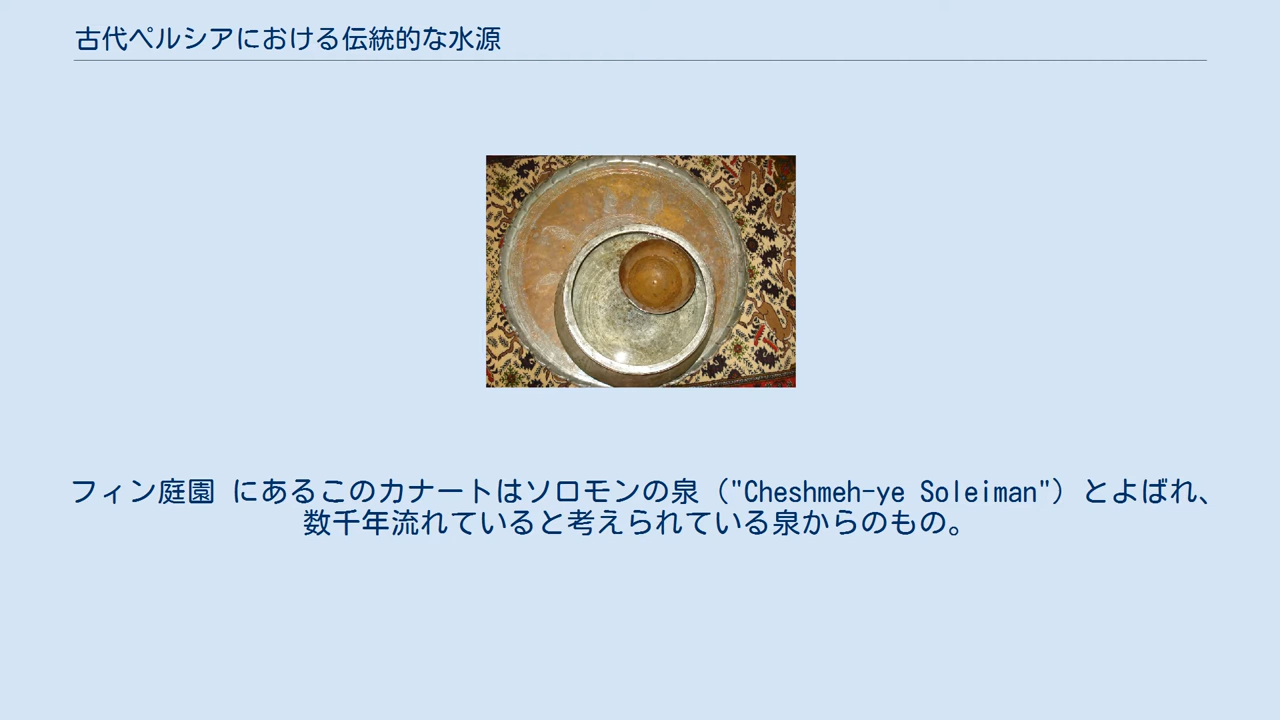 古代ペルシアにおける伝統的な水源
フィン庭園 にあるこのカナートはソロモンの泉（"Cheshmeh-ye Soleiman"）とよばれ、
数千年流れていると考えられている泉からのもの。